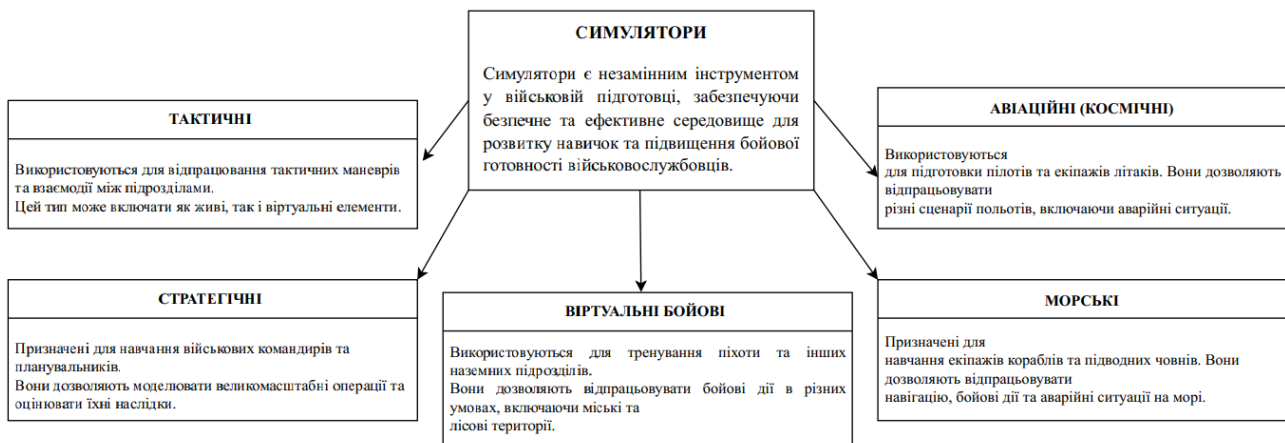 СИМУЛЯТОРИ
Симулятори є незамінним інструментом
у військовій підготовці, забезпечуючи
безпечне та ефективне середовище для
розвитку навичок та підвищення бойової
готовності військовослужбовців.
ТАКТИЧНІ
Використовуються для відпрацювання тактичних маневрів
та взаємодії між підрозділами.
Цей тип може включати як живі, так і віртуальні елементи.
АВІАЦІЙНІ (КОСМІЧНІ)
Використовуються
для підготовки пілотів та екіпажів літаків. Вони дозволяють
відпрацьовувати
різні сценарії польотів, включаючи аварійні ситуації.
СТРАТЕГІЧНІ
Призначені для навчання військових командирів та
планувальників.
Вони дозволяють моделювати великомасштабні операції та
оцінювати їхні наслідки.
ВІРТУАЛЬНІ БОЙОВІ
Використовуються для тренування піхоти та інших
наземних підрозділів.
Вони дозволяють відпрацьовувати бойові дії в різних
умовах, включаючи міські та
лісові території.
МОРСЬКІ
Призначені для
навчання екіпажів кораблів та підводних човнів. Вони
дозволяють відпрацьовувати
навігацію, бойові дії та аварійні ситуації на морі.